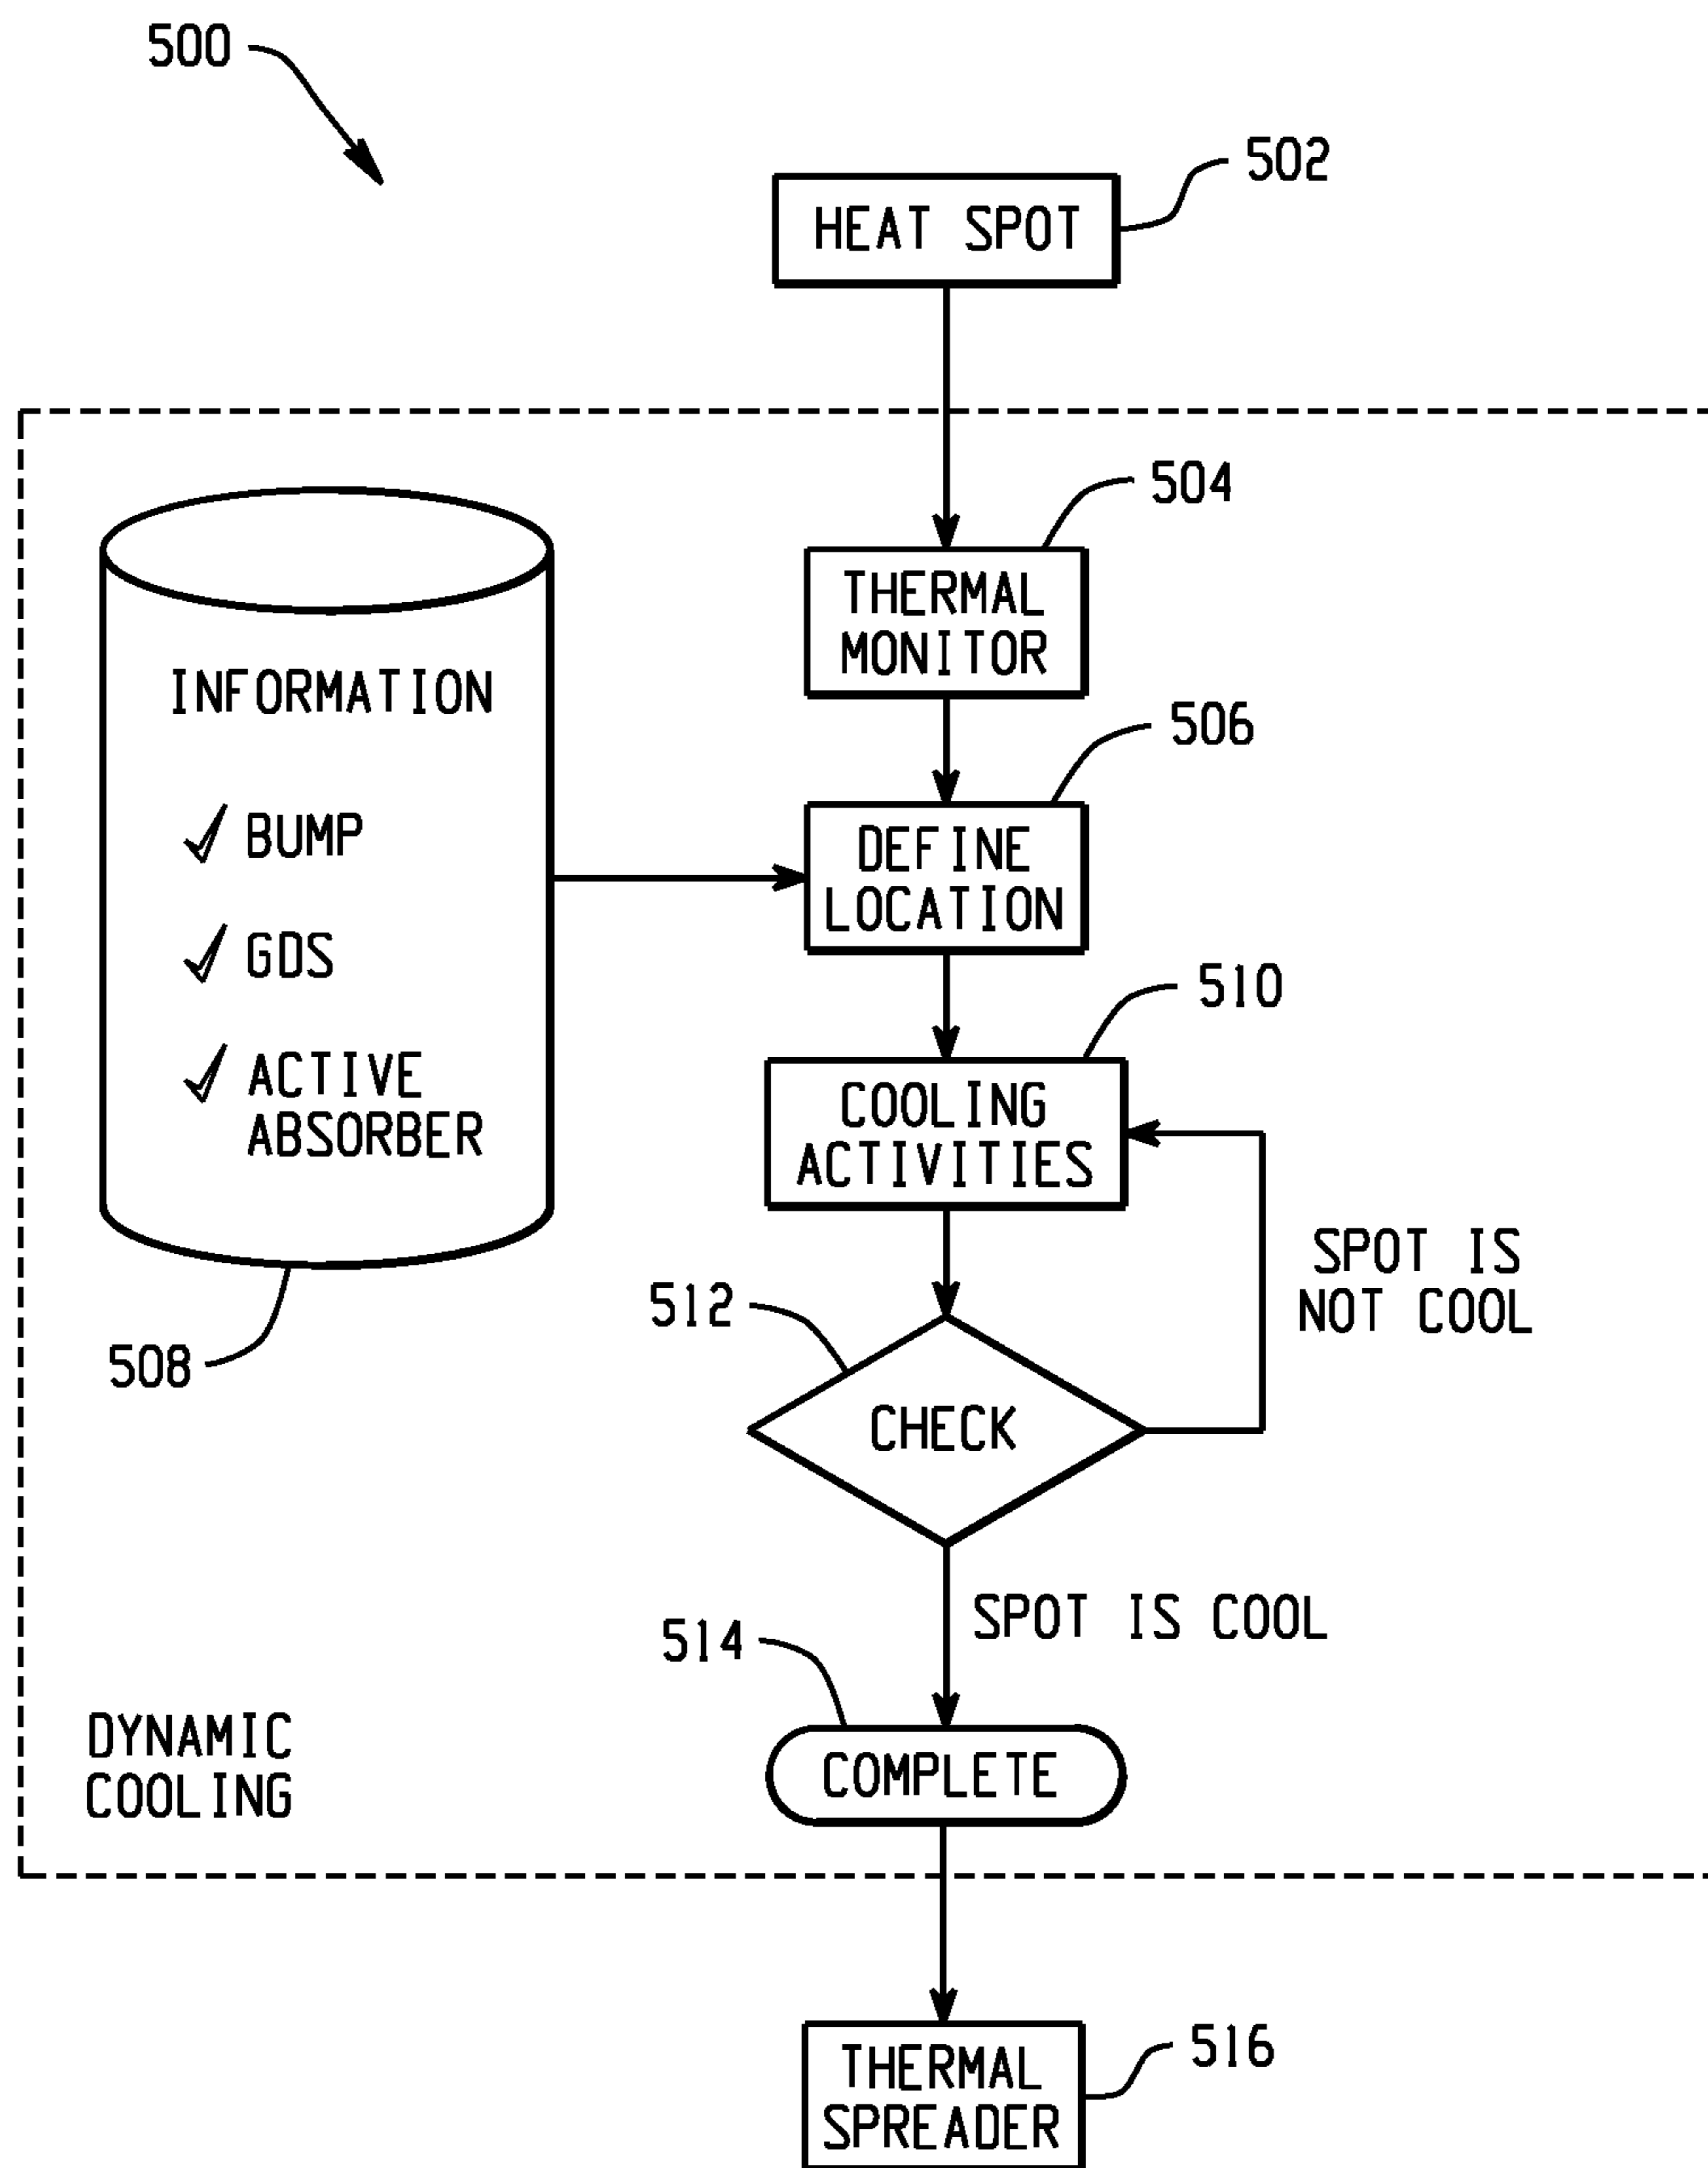 500
502
HEAT SPOT
504
THERMAL
MONITOR
506
DEFINE
LOCATION
INFORMATION
BUMP
GDS
ACTIVE
ABSORBER
508
510
COOLING
ACTIVITIES
SPOT IS
NOT COOL
512
CHECK
SPOT IS COOL
514
COMPLETE
DYNAMIC
COOLING
516
THERMAL
SPREADER